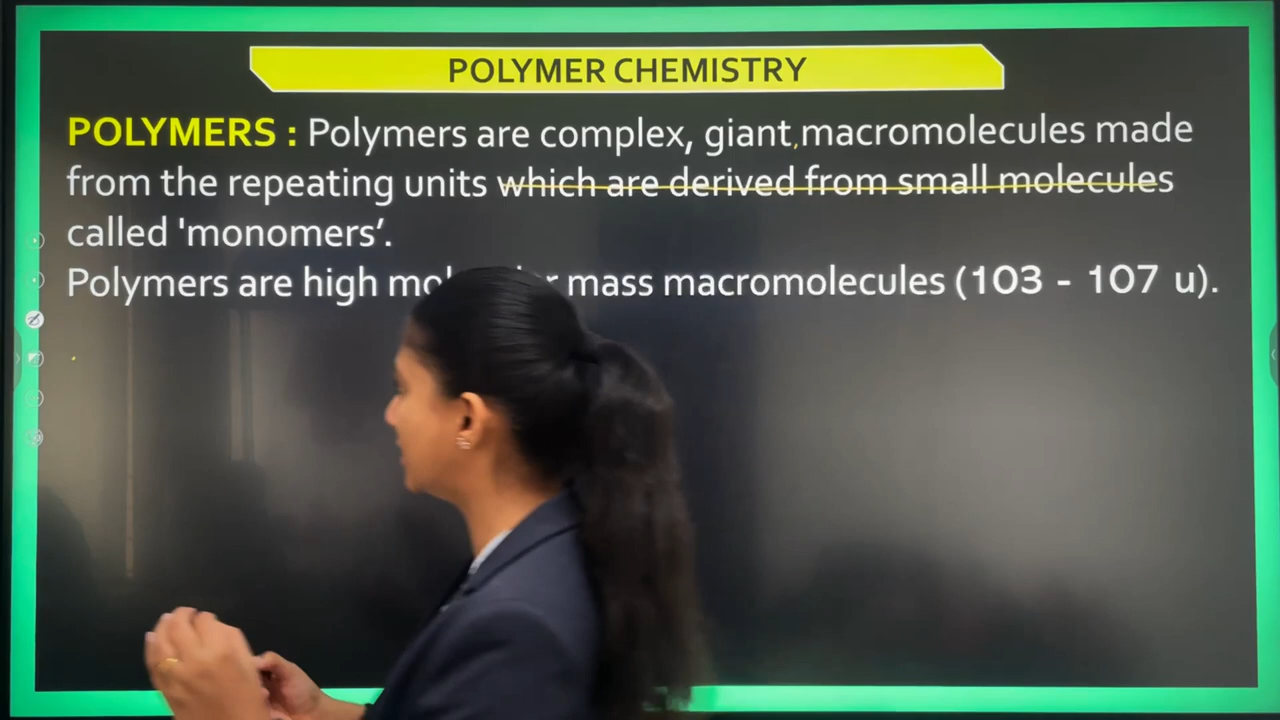 POLYMER CHEMISTRY
POLYMERS : Polymers are complex, giant,macromolecules made
from the repeating units which are derived from small molecules
called 'monomers’.
Polymers are high mass macromolecules (103 - 107 u).